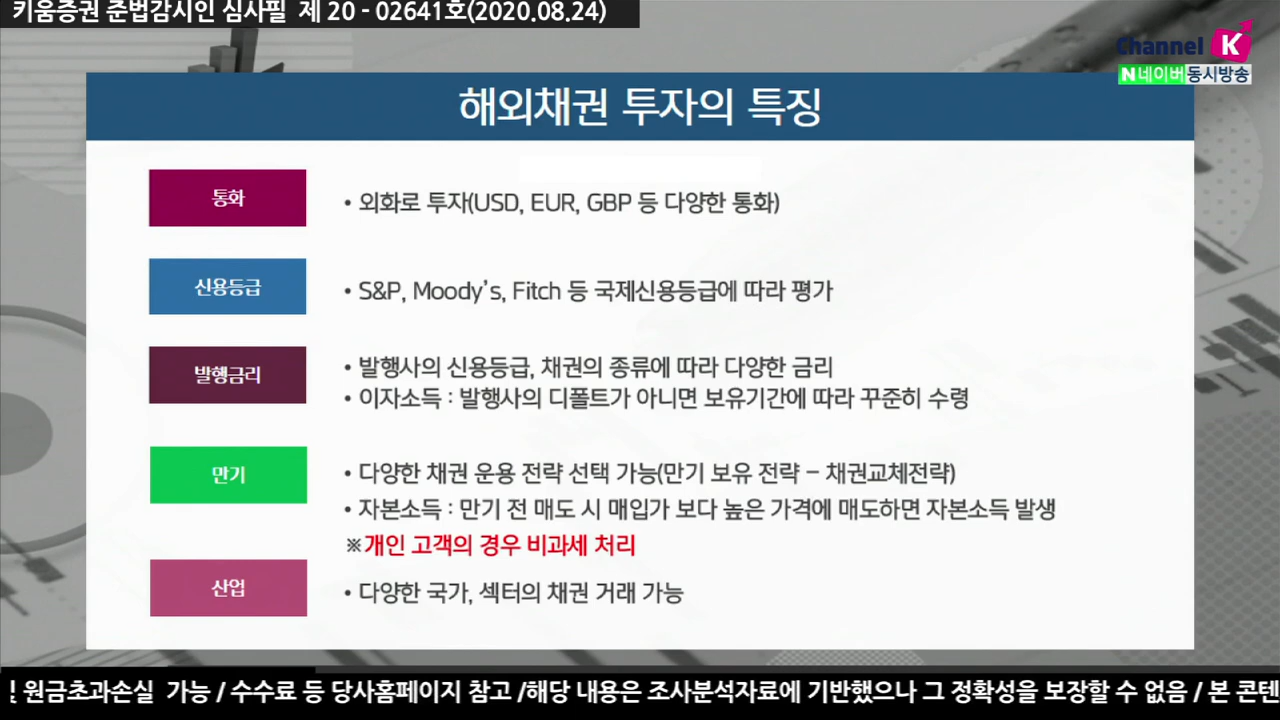 키움증권 준법감시인 심사필 제 20 - 02641호(2020.08.24)
Channel K
N 네이버 동시방송
해외채권 투자의 특징
통화
• 외화로 투자(USD, EUR, GBP 등 다양한 통화)
신용등급
• S&P, Moody's, Fitch 등 국제신용등급에 따라 평가
발행금리
• 발행사의 신용등급, 채권의 종류에 따라 다양한 금리
• 이자소득 : 발행사의 디폴트가 아니면 보유기간에 따라 꾸준히 수령
만기
• 다양한 채권 운용 전략 선택 가능(만기 보유 전략 – 채권교체전략)
• 자본소득 : 만기 전 매도 시 매입가 보다 높은 가격에 매도하면 자본소득 발생
※개인 고객의 경우 비과세 처리
산업
• 다양한 국가, 섹터의 채권 거래 가능
! 원금초과손실 가능 / 수수료 등 당사홈페이지 참고 /해당 내용은 조사분석자료에 기반했으나 그 정확성을 보장할 수 없음 / 본 콘텐